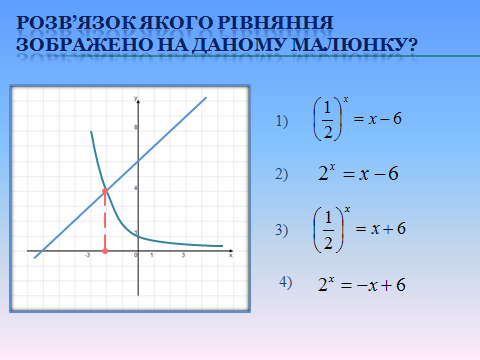 РОЗВ’ЯЗОК ЯКОГО РІВНЯННЯ
ЗОБРАЖЕНО НА ДАНОМУ МАЛЮНКУ?
y
8
4
1
-3 0 1 3 x
1) (1/2)^x = x − 6
2) 2^x = x − 6
3) (1/2)^x = x + 6
4) 2^x = −x + 6